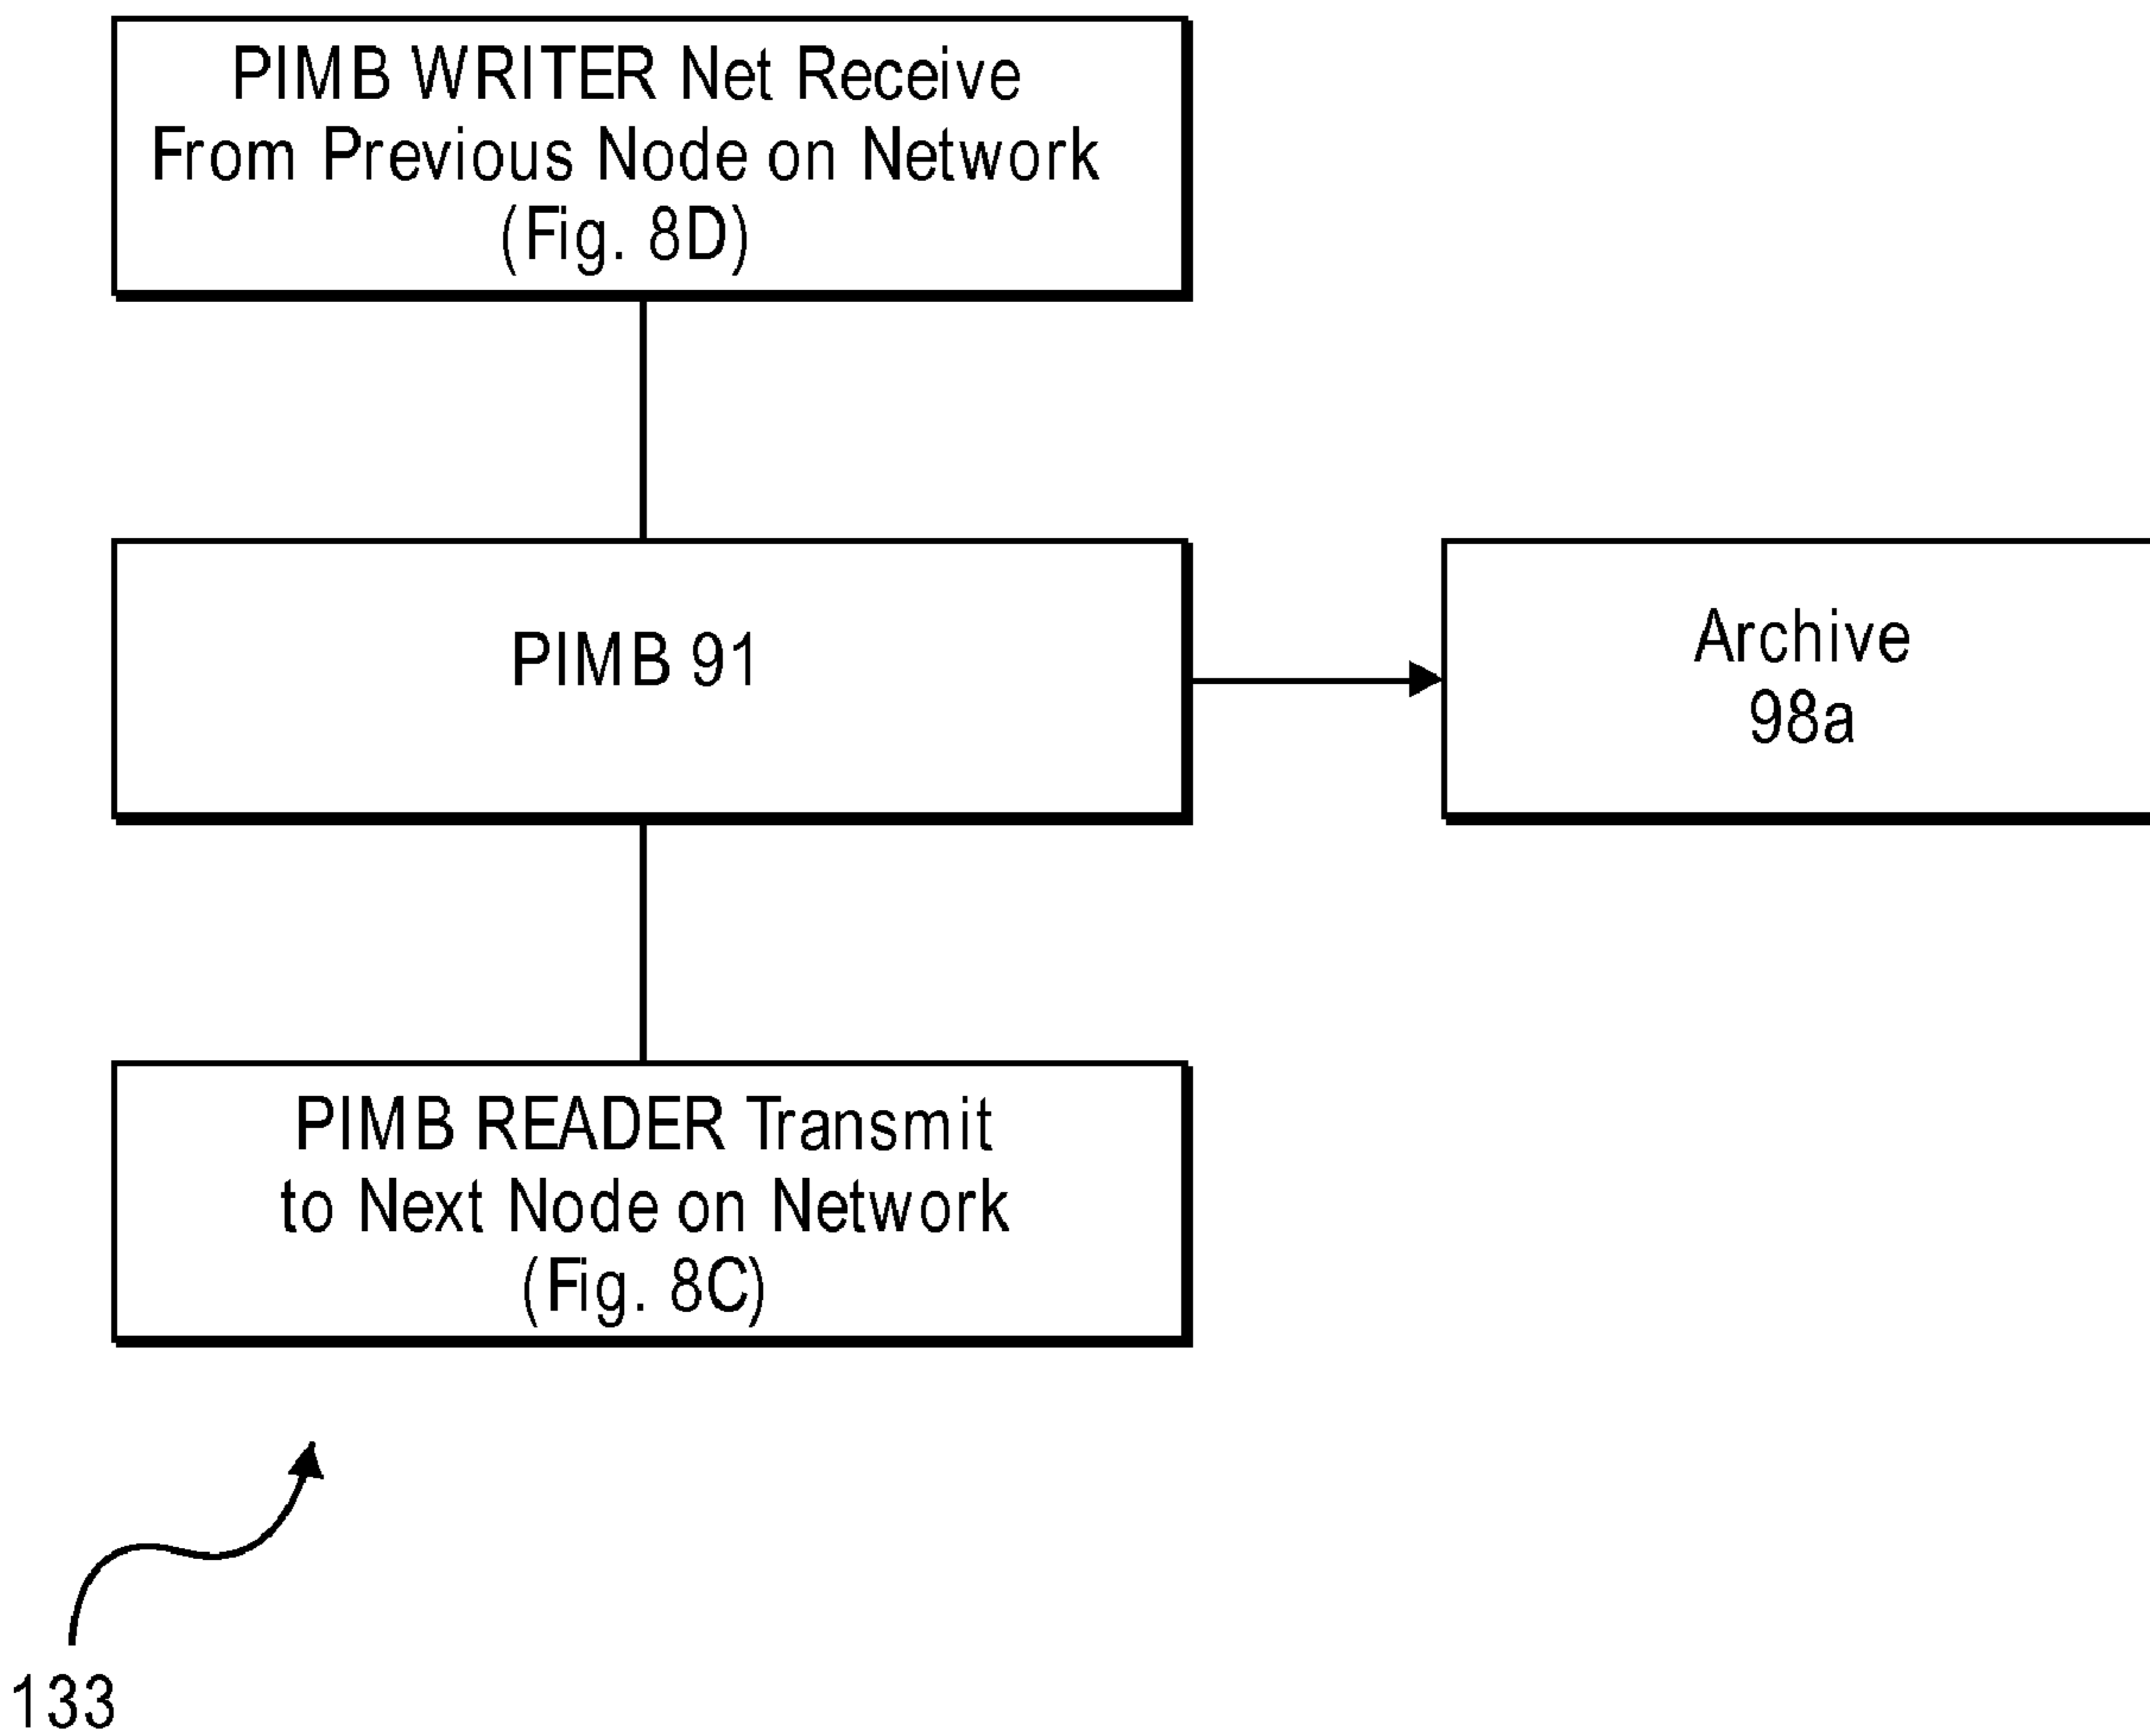 PIMB WRITER Net Receive
From Previous Node on Network
(Fig. 8D)
PIMB 91
Archive
98a
PIMB READER Transmit
to Next Node on Network
(Fig. 8C)
133